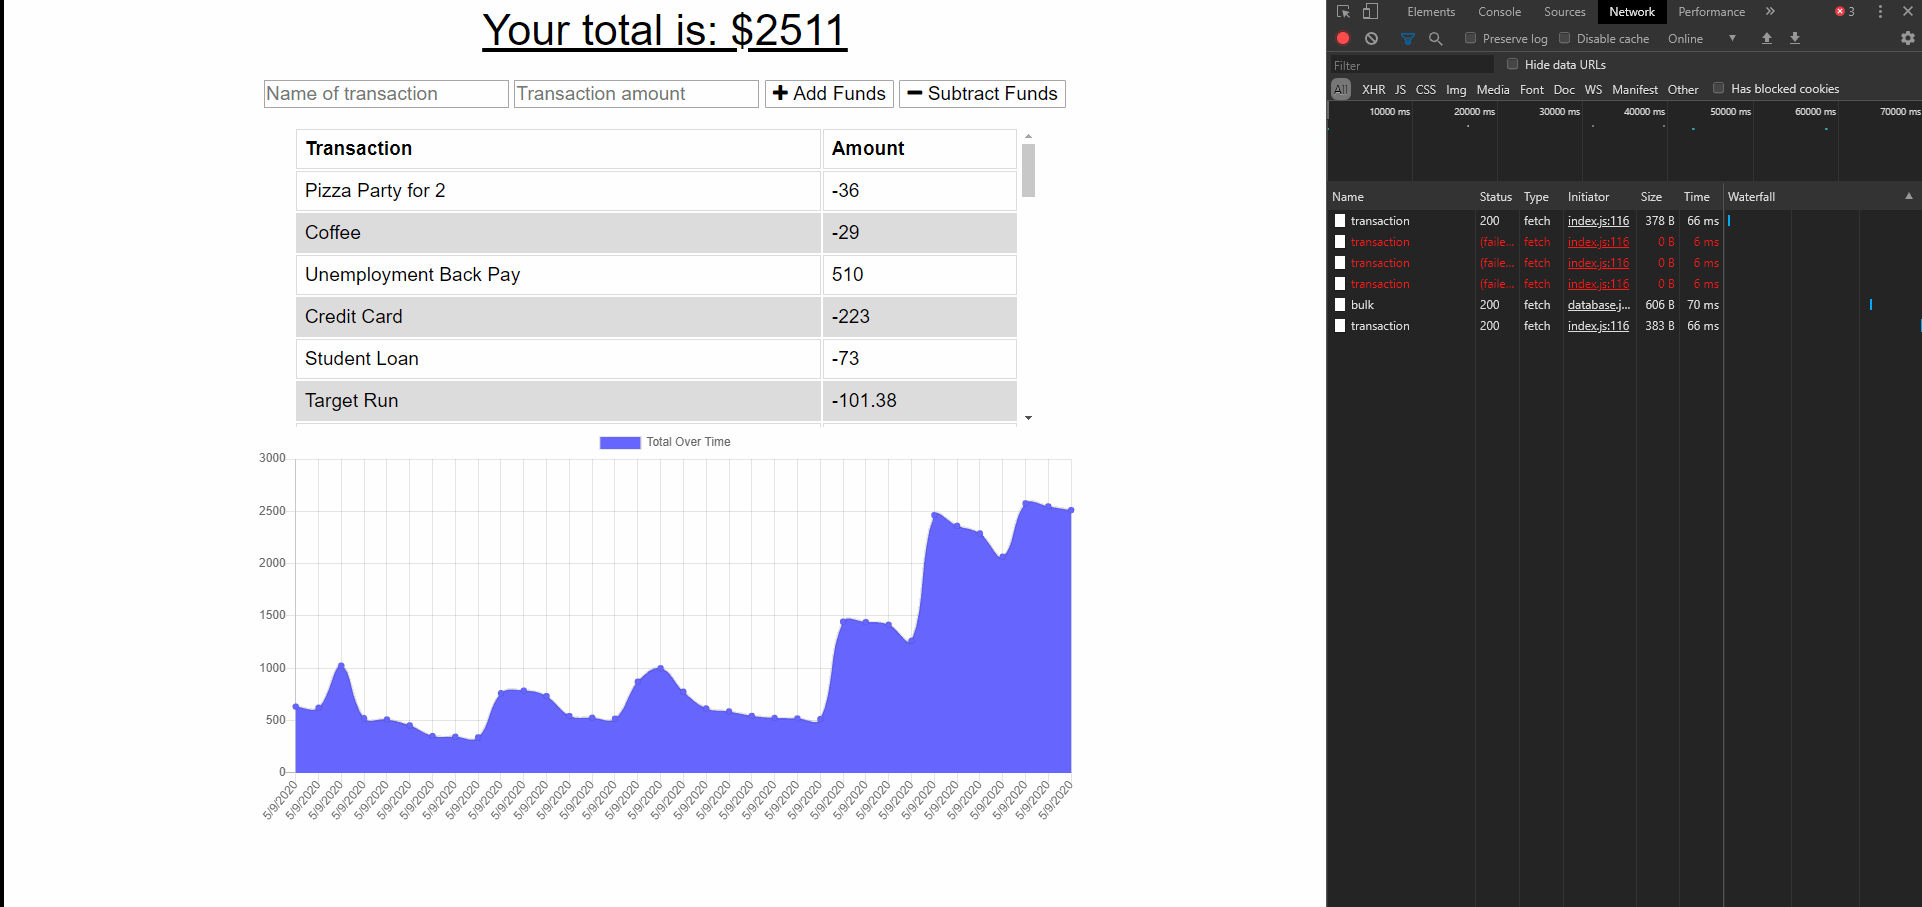 Your total is: $2511
Name of transaction Transaction amount + Add Funds − Subtract Funds
Transaction Amount
Pizza Party for 2 -36
Coffee -29
Unemployment Back Pay 510
Credit Card -223
Student Loan -73
Target Run -101.38
Total Over Time
3000
2500
2000
1500
1000
500
0
5/9/2020 5/9/2020 5/9/2020 5/9/2020 5/9/2020 5/9/2020 5/9/2020 5/9/2020 5/9/2020 5/9/2020 5/9/2020 5/9/2020 5/9/2020 5/9/2020 5/9/2020 5/9/2020 5/9/2020 5/9/2020 5/9/2020 5/9/2020 5/9/2020 5/9/2020 5/9/2020 5/9/2020 5/9/2020 5/9/2020 5/9/2020 5/9/2020 5/9/2020 5/9/2020 5/9/2020 5/9/2020 5/9/2020 5/9/2020 5/9/2020
Elements Console Sources Network Performance » 3
Preserve log Disable cache Online
Filter Hide data URLs
All XHR JS CSS Img Media Font Doc WS Manifest Other Has blocked cookies
10000 ms 20000 ms 30000 ms 40000 ms 50000 ms 60000 ms 70000 ms
Name Status Type Initiator Size Time Waterfall
transaction 200 fetch index.js:116 378 B 66 ms
transaction (faile... fetch index.js:116 0 B 6 ms
transaction (faile... fetch index.js:116 0 B 6 ms
transaction (faile... fetch index.js:116 0 B 6 ms
bulk 200 fetch database.j... 606 B 70 ms
transaction 200 fetch index.js:116 383 B 66 ms